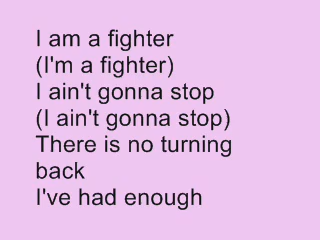 I am a fighter
(I'm a fighter)
I ain't gonna stop
(I ain't gonna stop)
There is no turning
back
I've had enough